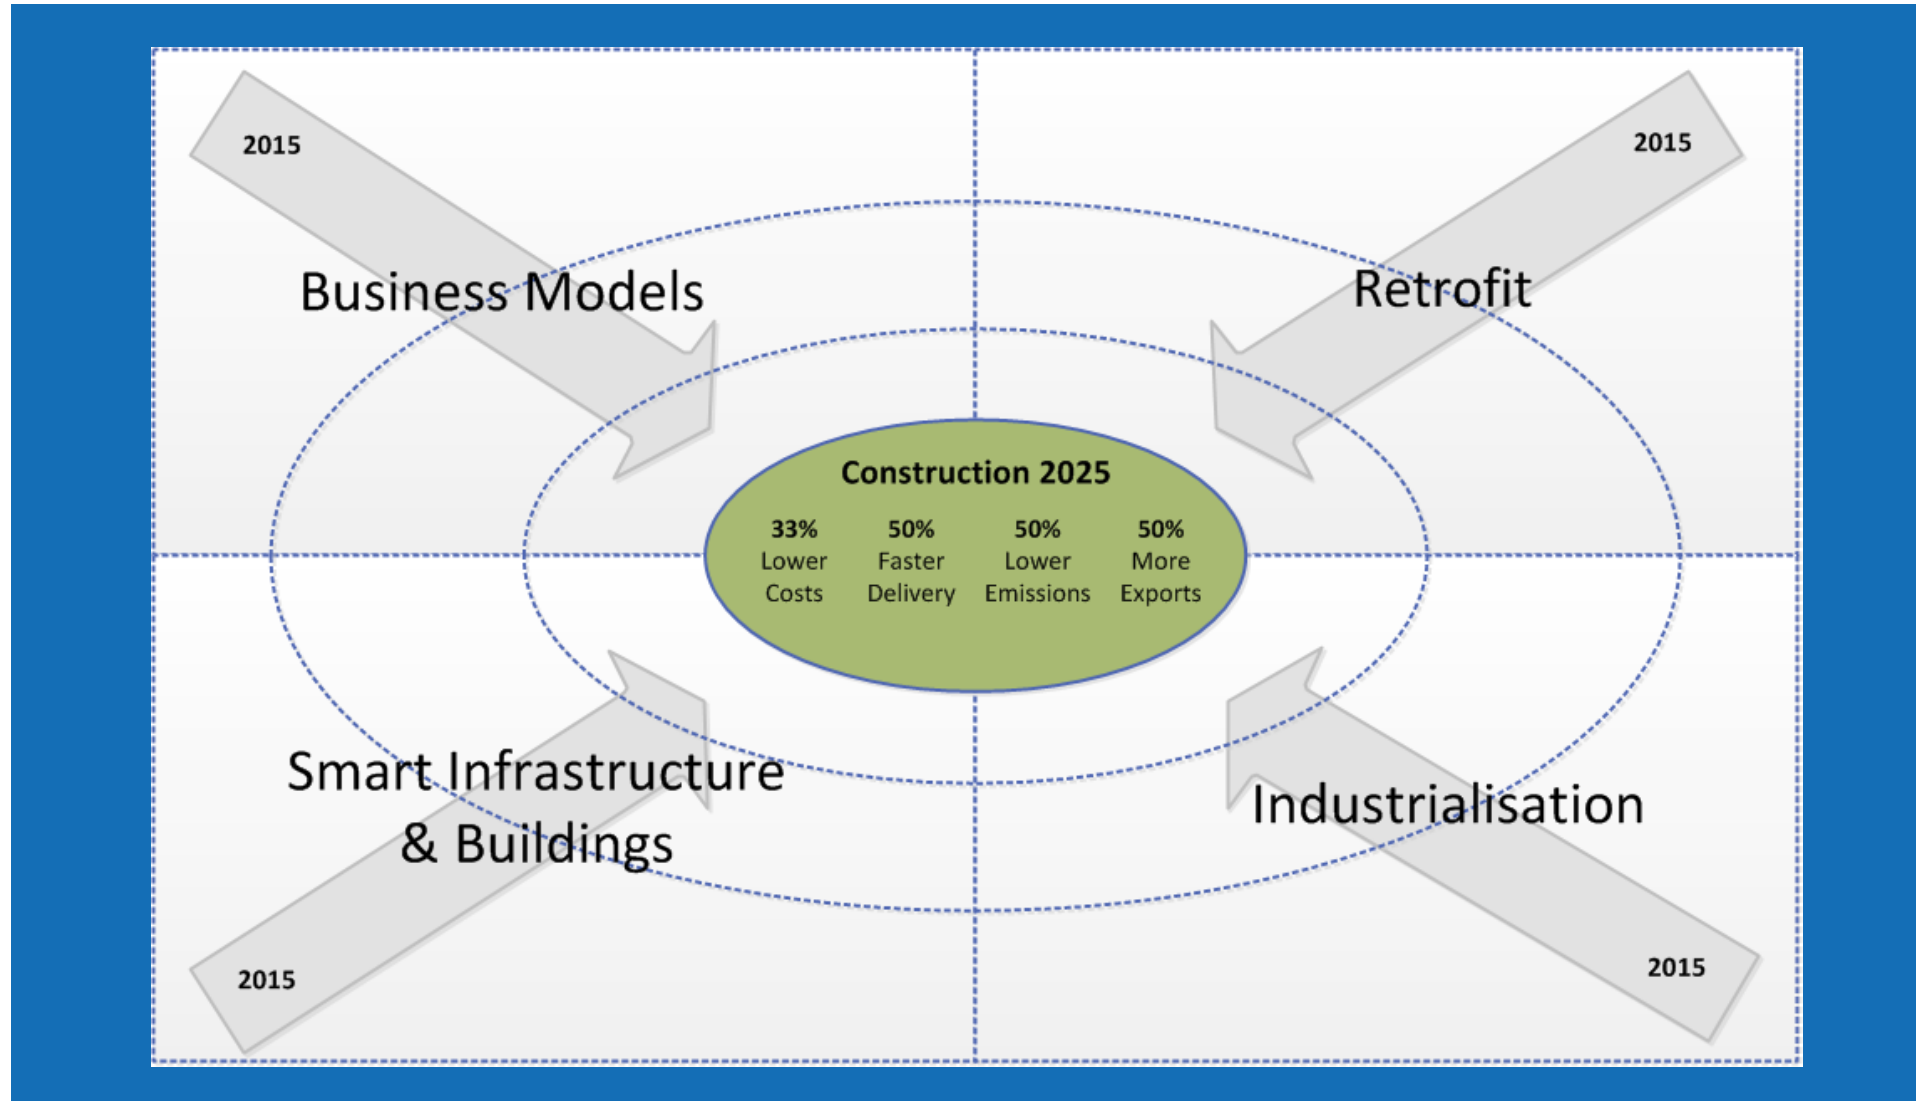 2015
2015
Business Models
Retrofit
Construction 2025
33% 50% 50% 50%
Lower Faster Lower More
Costs Delivery Emissions Exports
Smart Infrastructure
& Buildings
Industrialisation
2015
2015